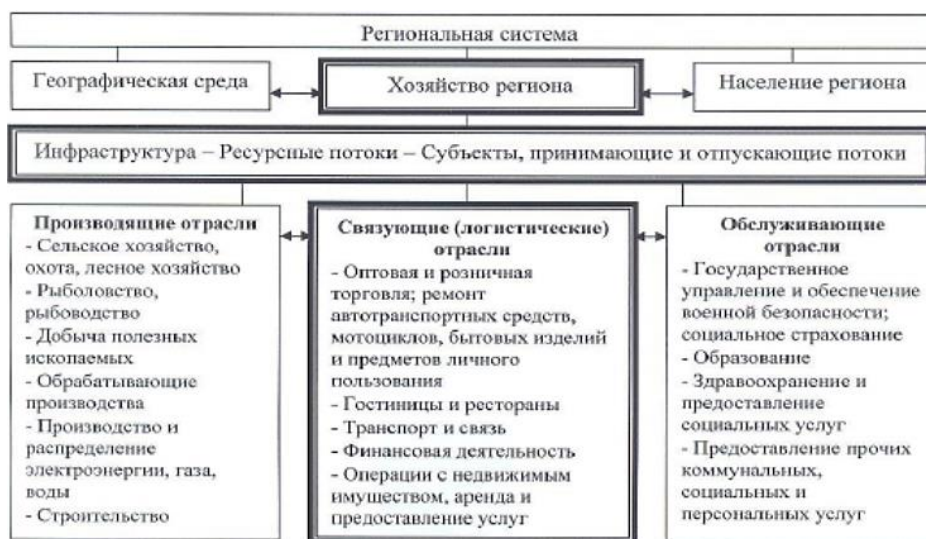 Региональная система
Географическая среда
Хозяйство региона
Население региона
Инфраструктура – Ресурсные потоки – Субъекты, принимающие и отпускающие потоки
Производящие отрасли
- Сельское хозяйство,
охота, лесное хозяйство
- Рыболовство,
рыбоводство
- Добыча полезных
ископаемых
- Обрабатывающие
производства
- Производство и
распределение
электроэнергии, газа,
воды
- Строительство
Связующие (логистические)
отрасли
- Оптовая и розничная
торговля; ремонт
автотранспортных средств,
мотоциклов, бытовых изделий
и предметов личного
пользования
- Гостиницы и рестораны
- Транспорт и связь
- Финансовая деятельность
- Операции с недвижимым
имуществом, аренда и
предоставление услуг
Обслуживающие
отрасли
- Государственное
управление и обеспечение
военной безопасности;
социальное страхование
- Образование
- Здравоохранение и
предоставление
социальных услуг
- Предоставление прочих
коммунальных,
социальных и
персональных услуг